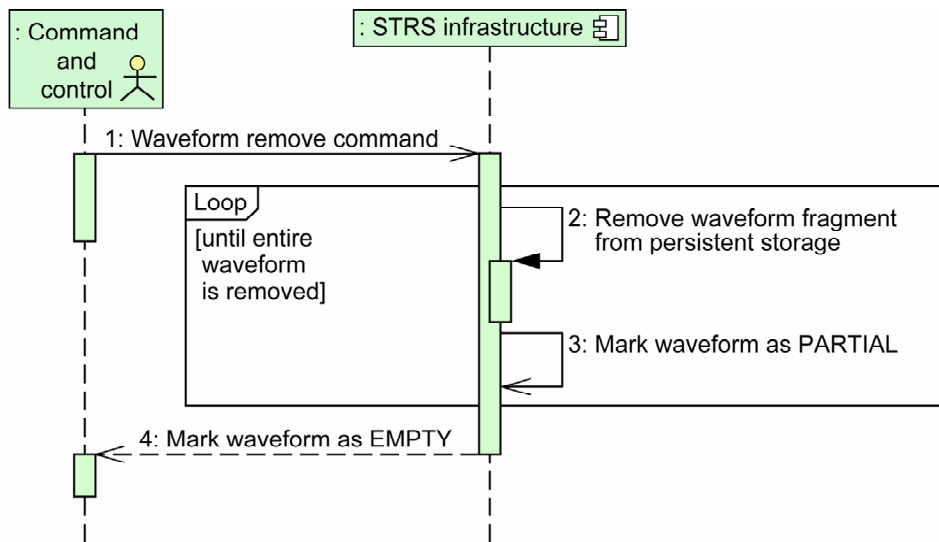 : Command
and
control
: STRS infrastructure
1: Waveform remove command
Loop
[until entire
waveform
is removed]
2: Remove waveform fragment
from persistent storage
3: Mark waveform as PARTIAL
4: Mark waveform as EMPTY